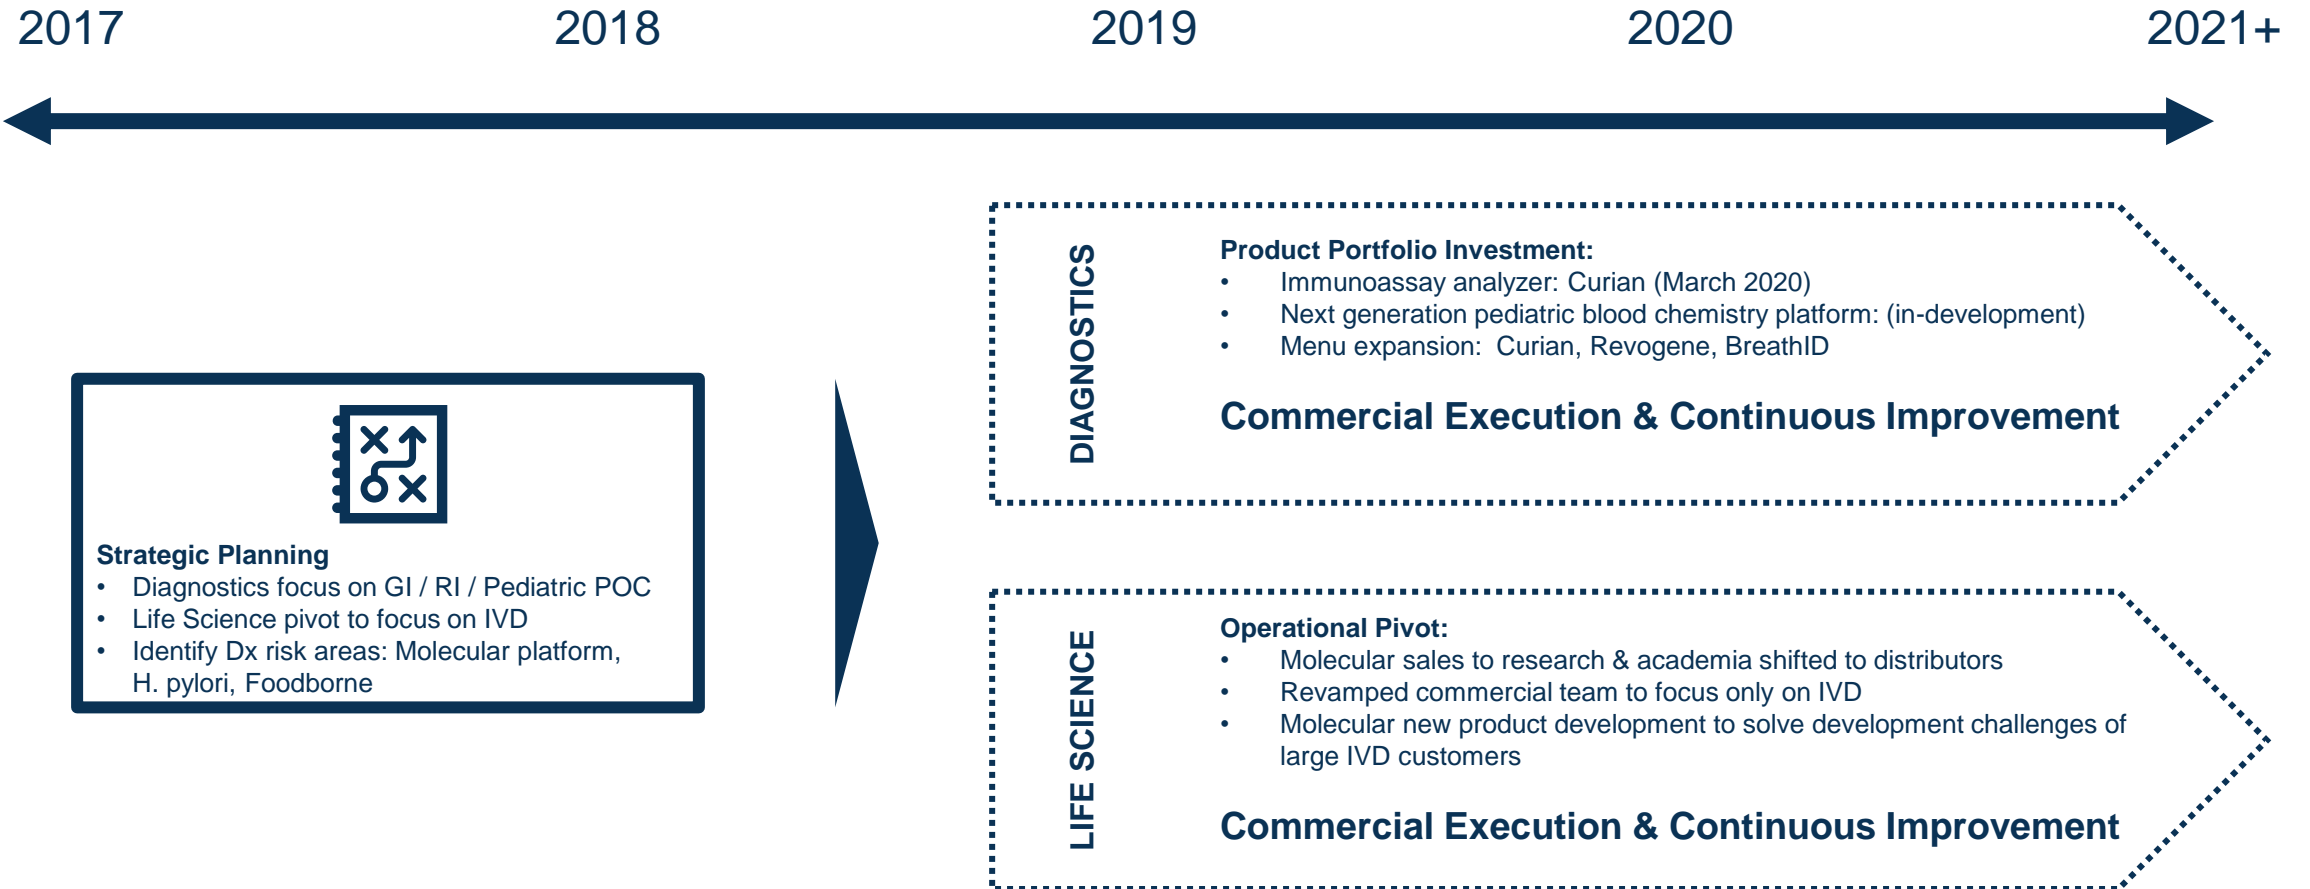 2017 2018 2019 2020 2021+
Strategic Planning
• Diagnostics focus on GI / RI / Pediatric POC
• Life Science pivot to focus on IVD
• Identify Dx risk areas: Molecular platform,
H. pylori, Foodborne
DIAGNOSTICS
Product Portfolio Investment:
• Immunoassay analyzer: Curian (March 2020)
• Next generation pediatric blood chemistry platform: (in-development)
• Menu expansion: Curian, Revogene, BreathID
Commercial Execution & Continuous Improvement
LIFE SCIENCE
Operational Pivot:
• Molecular sales to research & academia shifted to distributors
• Revamped commercial team to focus only on IVD
• Molecular new product development to solve development challenges of
large IVD customers
Commercial Execution & Continuous Improvement